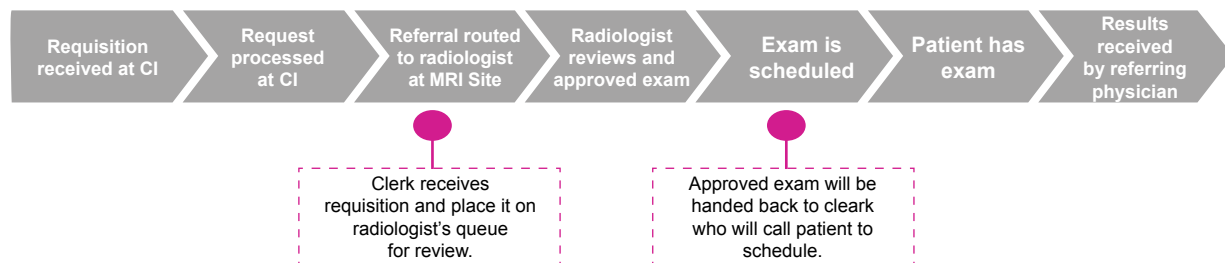 Requisition
received at CI
Request
processed
at CI
Referral routed
to radiologist
at MRI Site
Radiologist
reviews and
approved exam
Exam is
scheduled
Patient has
exam
Results
received
by referring
physician
Clerk receives
requisition and place it on
radiologist's queue
for review.
Approved exam will be
handed back to cleark
who will call patient to
schedule.